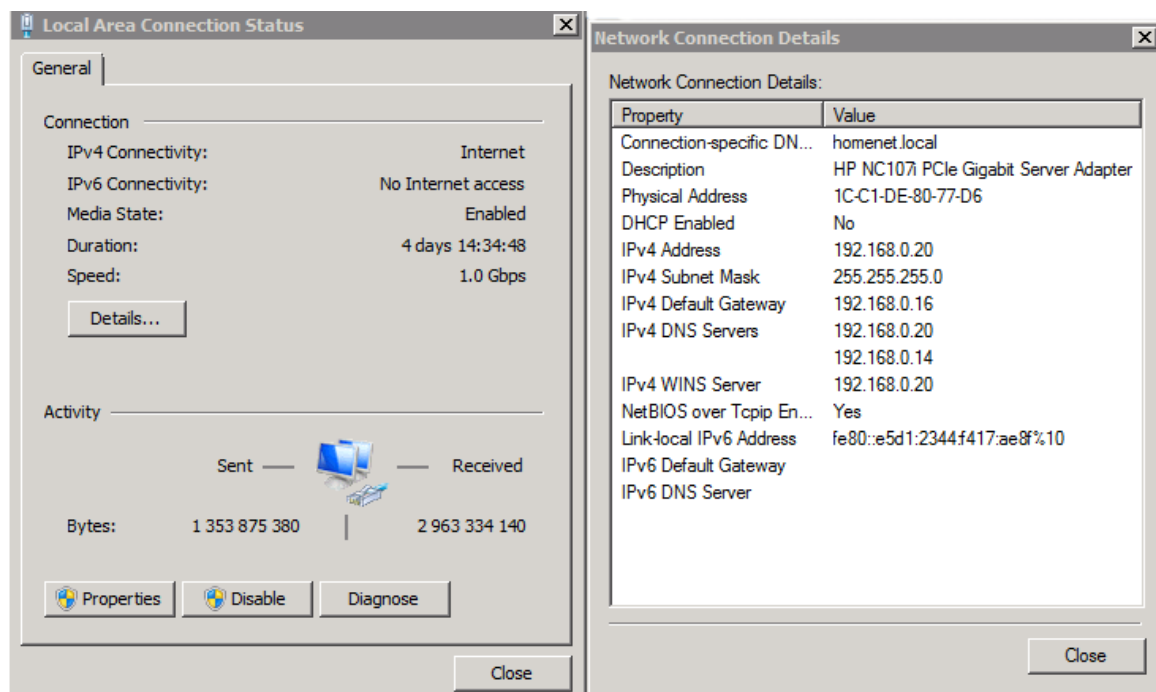 Local Area Connection Status
General
Connection
IPv4 Connectivity: Internet
IPv6 Connectivity: No Internet access
Media State: Enabled
Duration: 4 days 14:34:48
Speed: 1.0 Gbps
Details...
Activity
Sent Received
Bytes: 1 353 875 380 2 963 334 140
Properties Disable Diagnose
Close
Network Connection Details
Network Connection Details:
Property Value
Connection-specific DN... homenet.local
Description HP NC107i PCIe Gigabit Server Adapter
Physical Address 1C-C1-DE-80-77-D6
DHCP Enabled No
IPv4 Address 192.168.0.20
IPv4 Subnet Mask 255.255.255.0
IPv4 Default Gateway 192.168.0.16
IPv4 DNS Servers 192.168.0.20
192.168.0.14
IPv4 WINS Server 192.168.0.20
NetBIOS over Tcpip En... Yes
Link-local IPv6 Address fe80::e5d1:2344:f417:ae8f%10
IPv6 Default Gateway
IPv6 DNS Server
Close